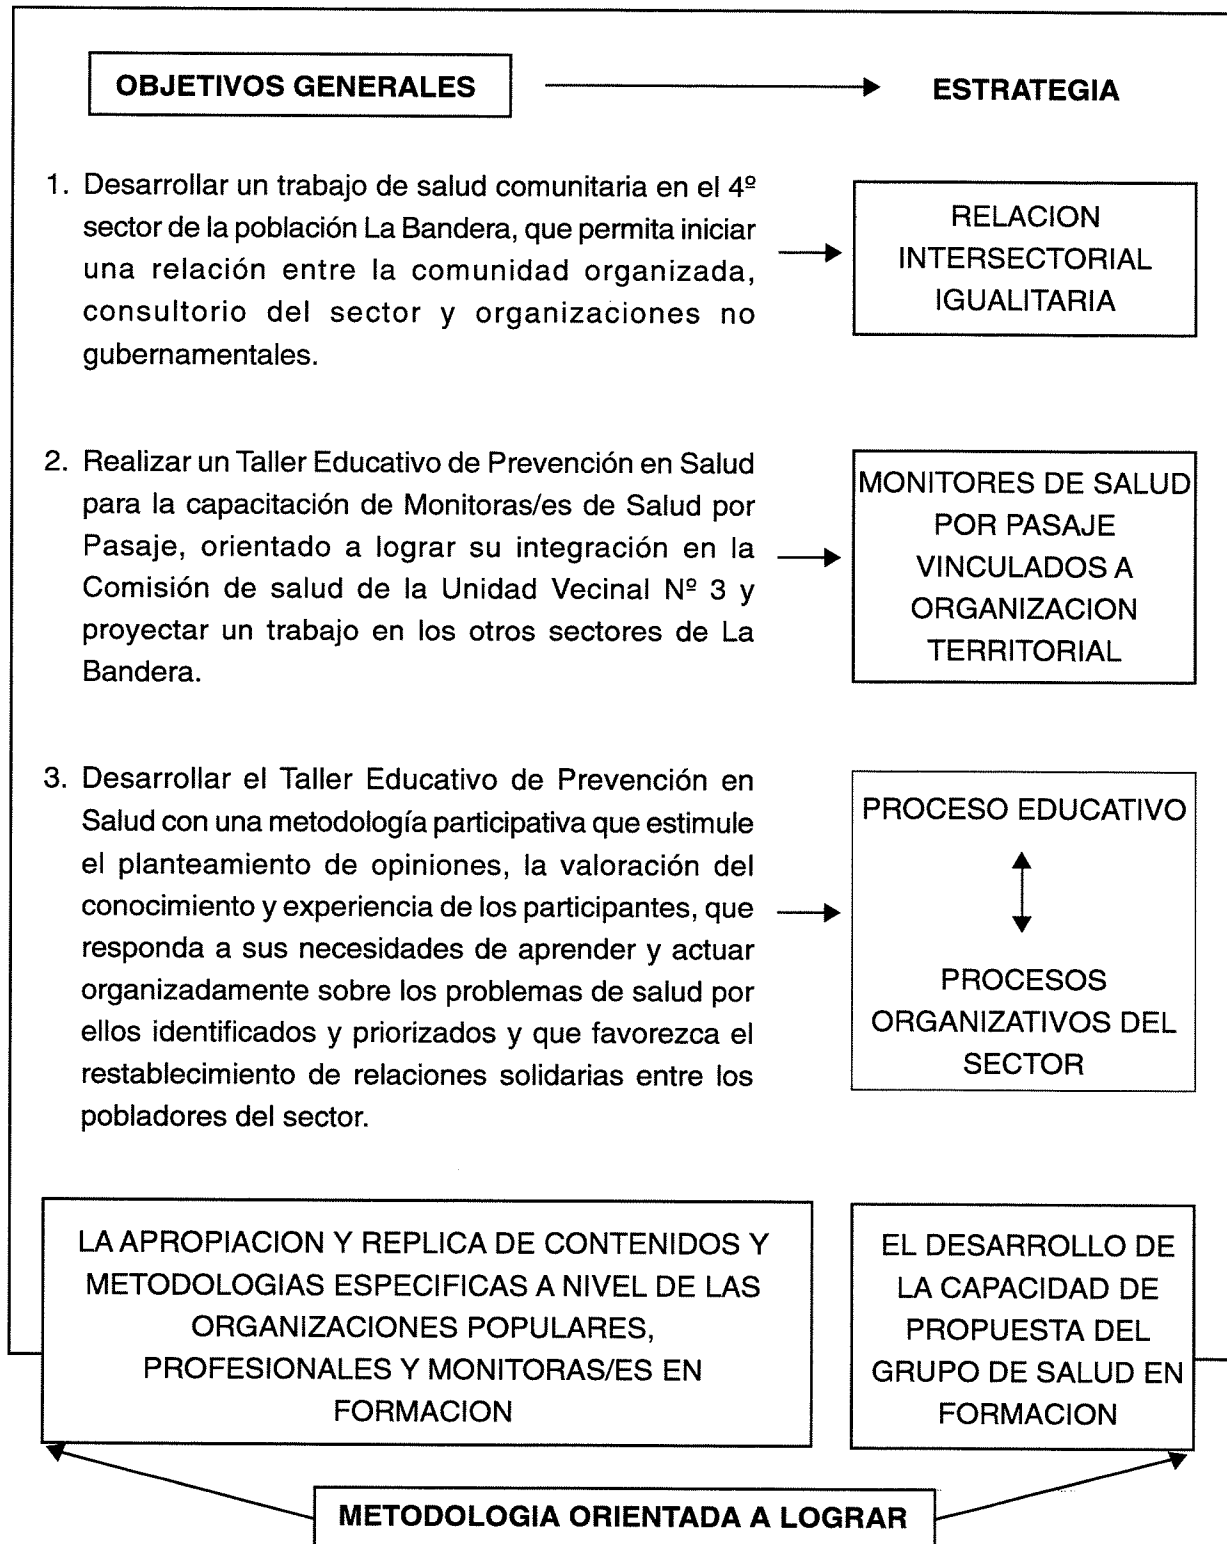 OBJETIVOS GENERALES
ESTRATEGIA
1. Desarrollar un trabajo de salud comunitaria en el 4º
sector de la población La Bandera, que permita iniciar
una relación entre la comunidad organizada,
consultorio del sector y organizaciones no
gubernamentales.
RELACION
INTERSECTORIAL
IGUALITARIA
2. Realizar un Taller Educativo de Prevención en Salud
para la capacitación de Monitoras/es de Salud por
Pasaje, orientado a lograr su integración en la
Comisión de salud de la Unidad Vecinal Nº 3 y
proyectar un trabajo en los otros sectores de La
Bandera.
MONITORES DE SALUD
POR PASAJE
VINCULADOS A
ORGANIZACION
TERRITORIAL
3. Desarrollar el Taller Educativo de Prevención en
Salud con una metodología participativa que estimule
el planteamiento de opiniones, la valoración del
conocimiento y experiencia de los participantes, que
responda a sus necesidades de aprender y actuar
organizadamente sobre los problemas de salud por
ellos identificados y priorizados y que favorezca el
restablecimiento de relaciones solidarias entre los
pobladores del sector.
PROCESO EDUCATIVO
PROCESOS
ORGANIZATIVOS DEL
SECTOR
LA APROPIACION Y REPLICA DE CONTENIDOS Y
METODOLOGIAS ESPECIFICAS A NIVEL DE LAS
ORGANIZACIONES POPULARES,
PROFESIONALES Y MONITORAS/ES EN
FORMACION
EL DESARROLLO DE
LA CAPACIDAD DE
PROPUESTA DEL
GRUPO DE SALUD EN
FORMACION
METODOLOGIA ORIENTADA A LOGRAR